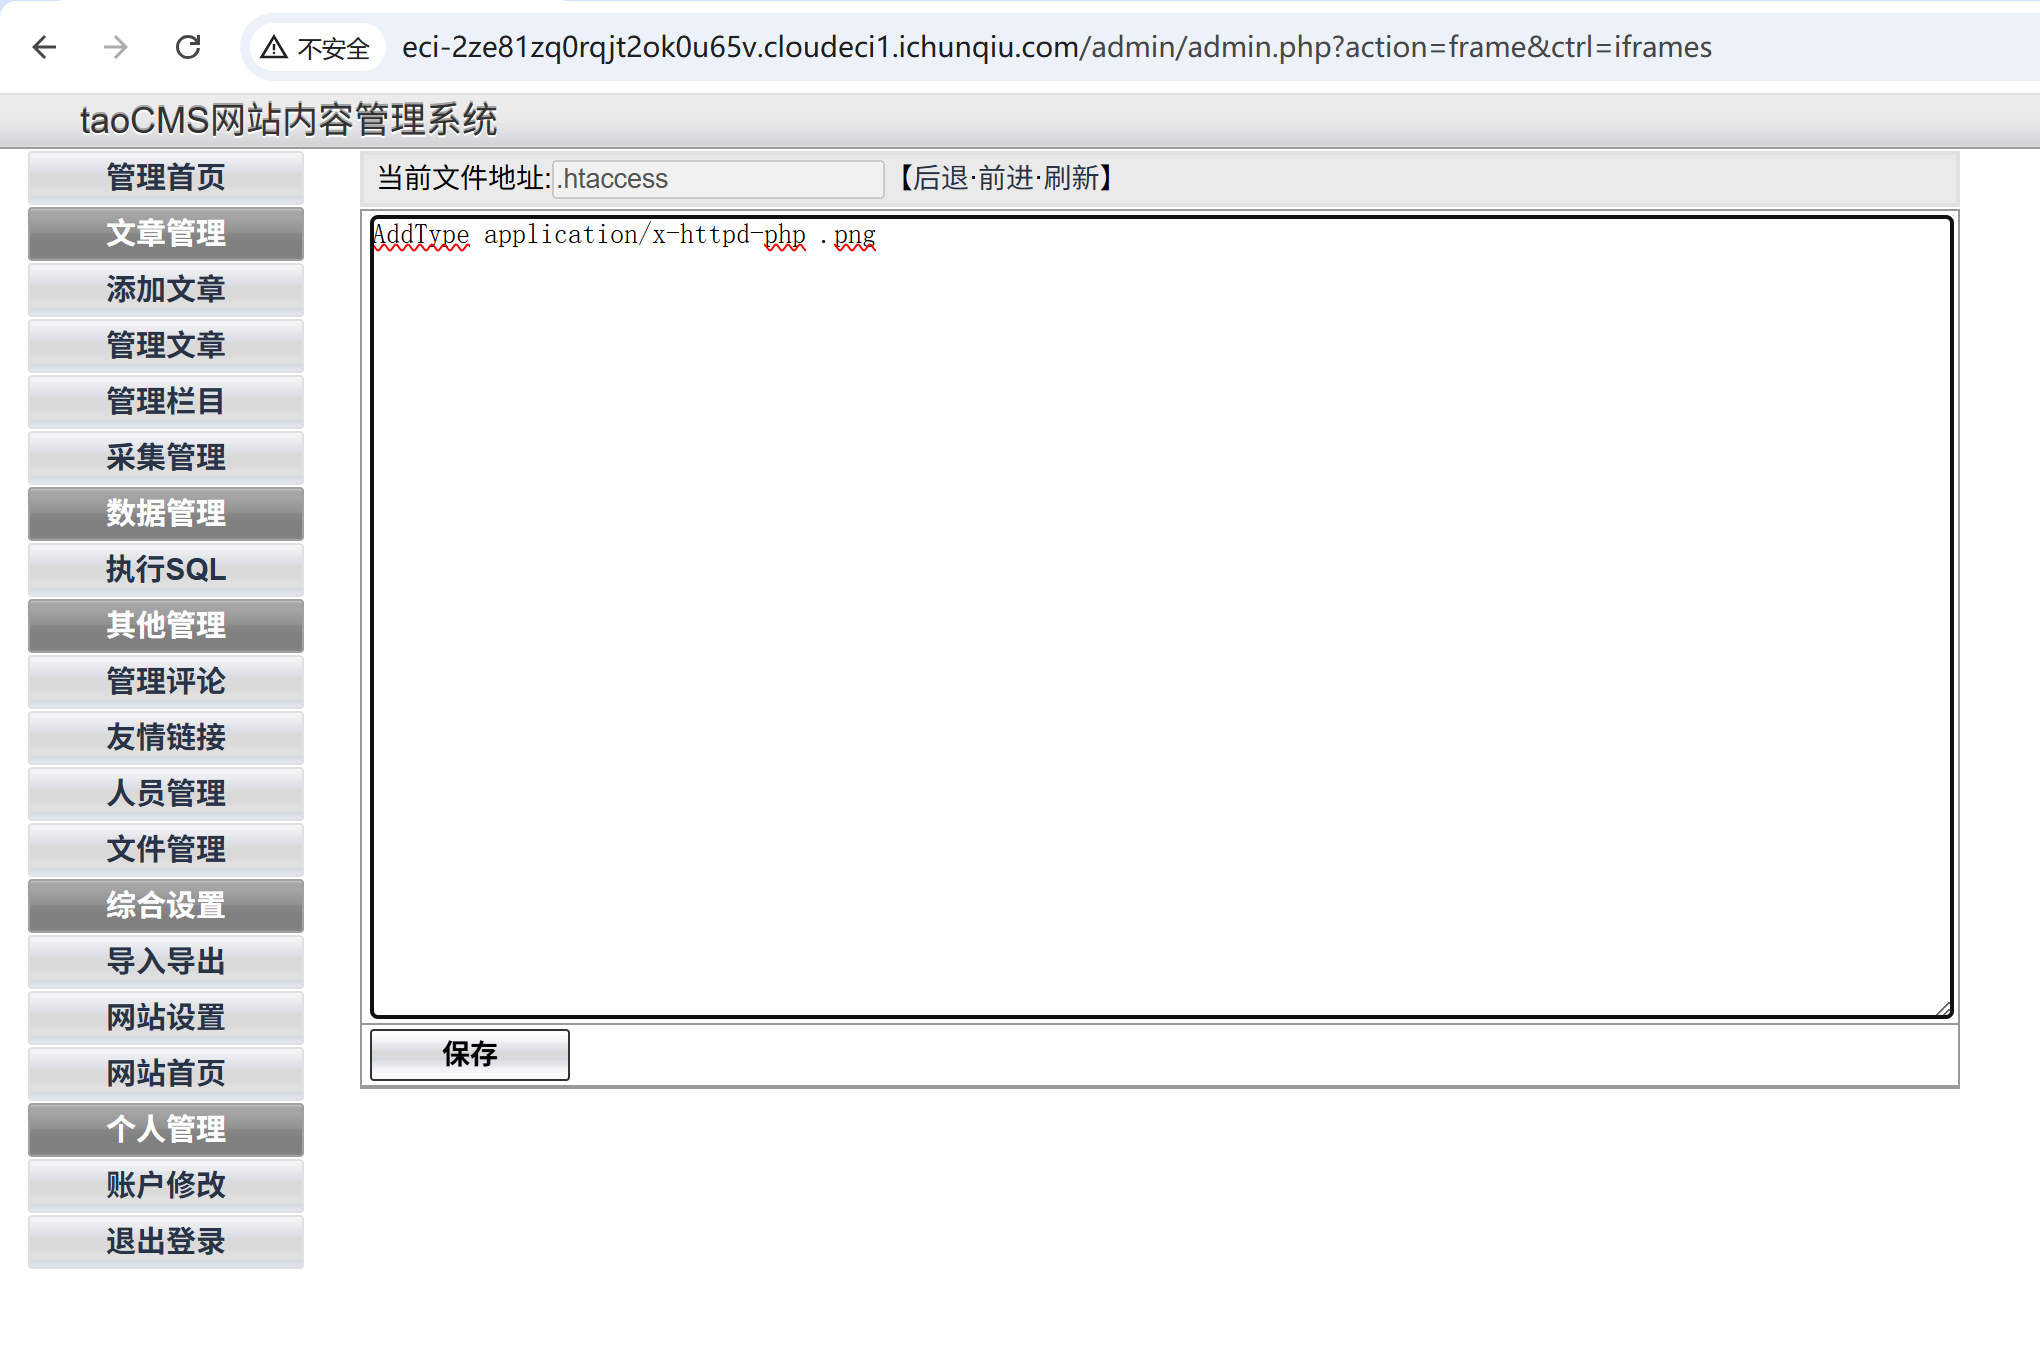 不安全 eci-2ze81zq0rqjt2ok0u65v.cloudeci1.ichunqiu.com/admin/admin.php?action=frame&ctrl=iframes
taoCMS网站内容管理系统
管理首页
文章管理
添加文章
管理文章
管理栏目
采集管理
数据管理
执行SQL
其他管理
管理评论
友情链接
人员管理
文件管理
综合设置
导入导出
网站设置
网站首页
个人管理
账户修改
退出登录
当前文件地址:.htaccess 【后退·前进·刷新】
AddType application/x-httpd-php .png
保存